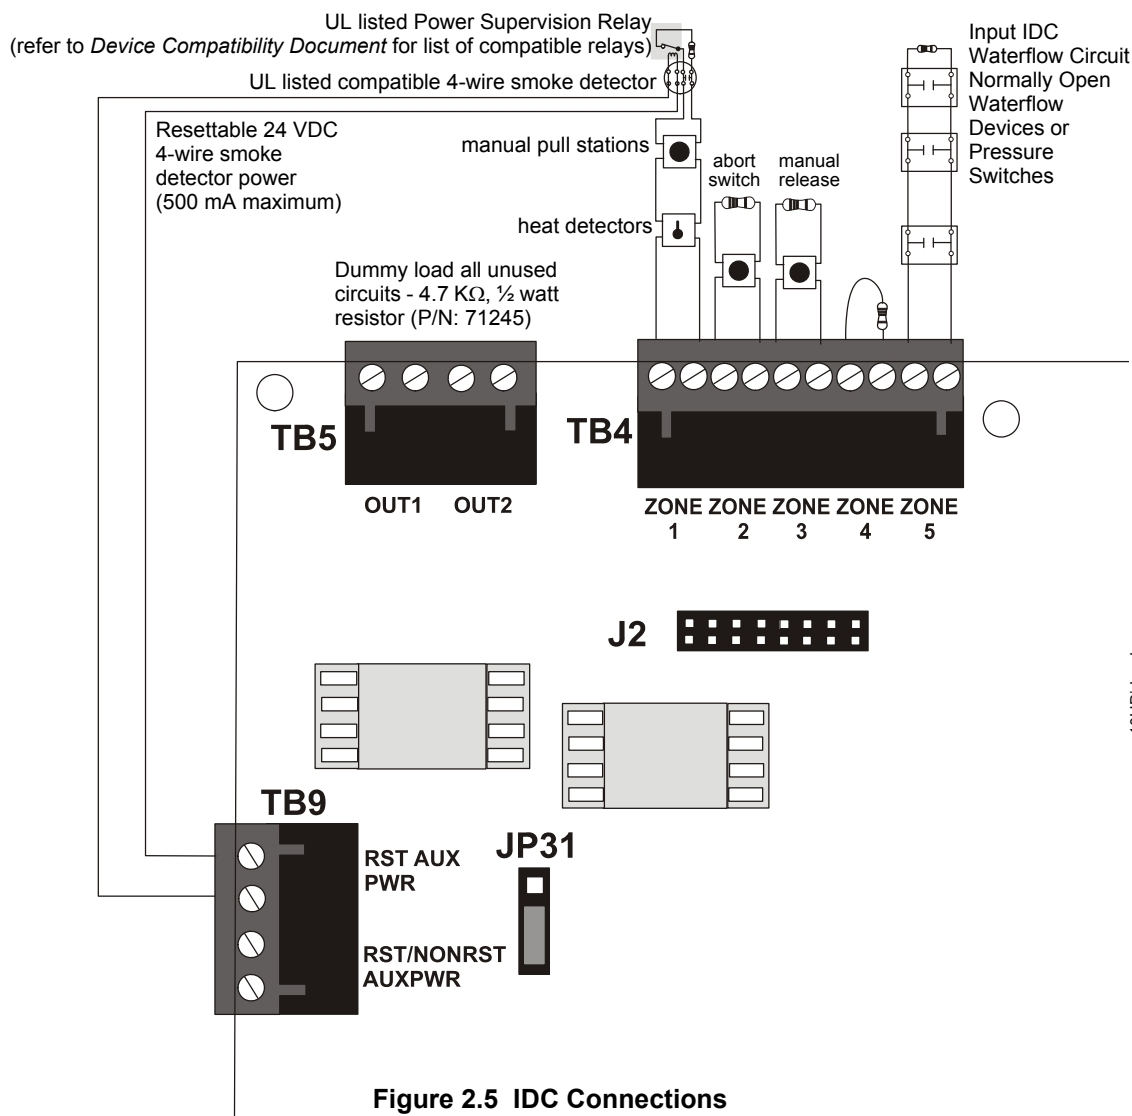 UL listed Power Supervision Relay
(refer to Device Compatibility Document for list of compatible relays)
UL listed compatible 4-wire smoke detector
Resettable 24 VDC
4-wire smoke
detector power
(500 mA maximum)
manual pull stations
heat detectors
abort
switch
manual
release
Input IDC
Waterflow Circuit
Normally Open
Waterflow
Devices or
Pressure
Switches
Dummy load all unused
circuits - 4.7 KΩ, ½ watt
resistor (P/N: 71245)
TB5
OUT1 OUT2
TB4
ZONE ZONE ZONE ZONE ZONE
1 2 3 4 5
J2
TB9
RST AUX
PWR
RST/NONRST
AUXPWR
JP31
Figure 2.5 IDC Connections